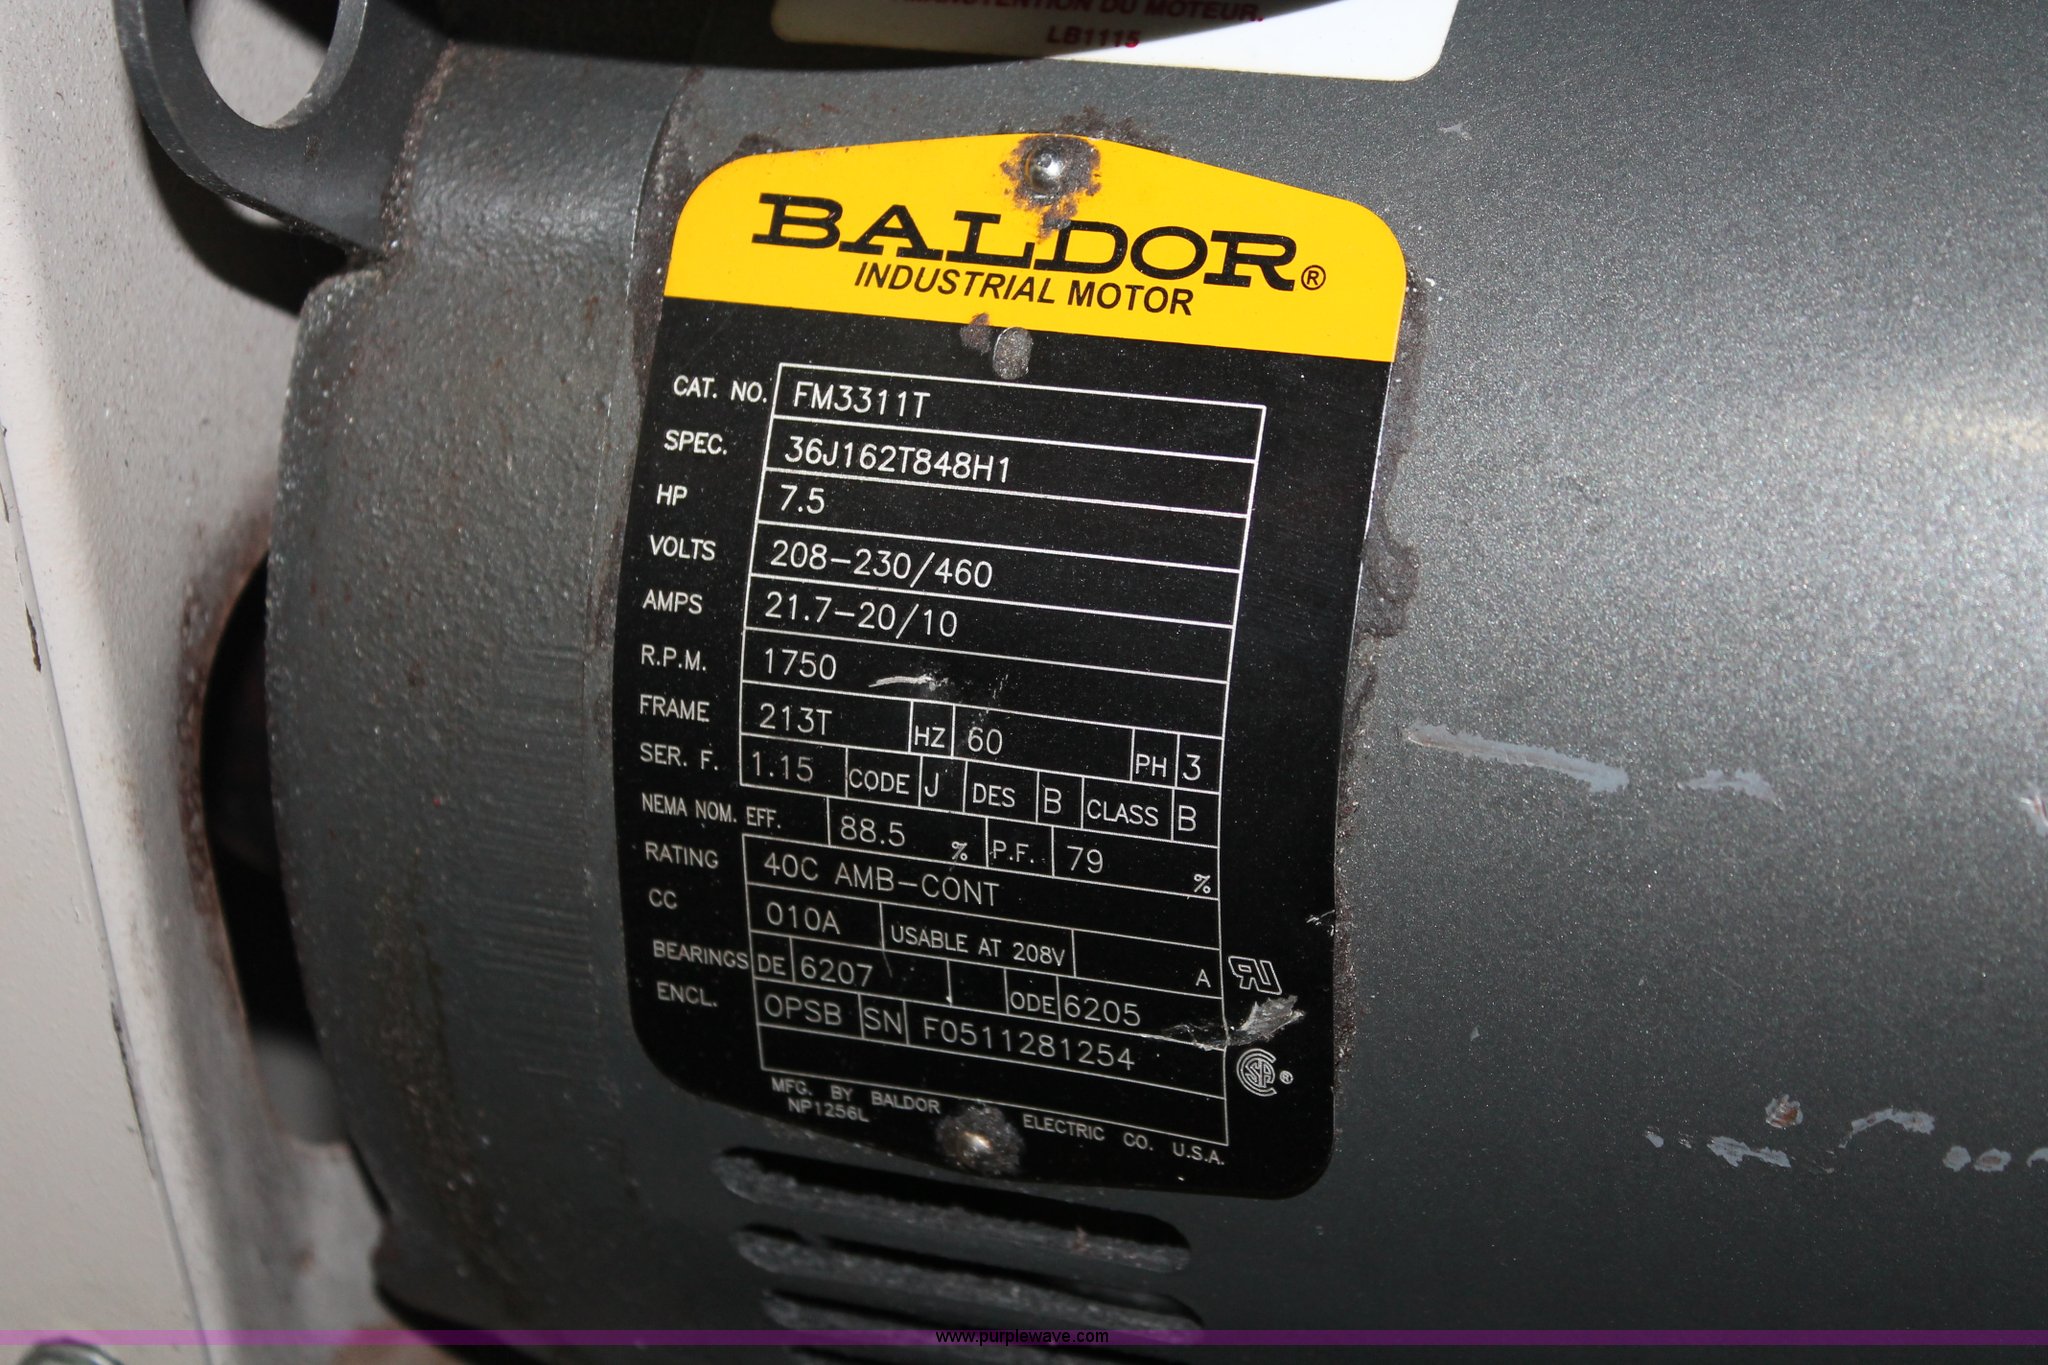 MANUTENTION DU MOTEUR.
LB1115
BALDOR®
INDUSTRIAL MOTOR
CAT. NO. FM3311T
SPEC. 36J162T848H1
HP 7.5
VOLTS 208-230/460
AMPS 21.7-20/10
R.P.M. 1750
FRAME 213T HZ 60 PH 3
SER. F. 1.15 CODE J DES B CLASS B
NEMA NOM. EFF. 88.5 % P.F. 79 %
RATING 40C AMB-CONT
CC 010A USABLE AT 208V A
BEARINGS DE 6207 ODE 6205
ENCL. OPSB SN F0511281254
MFG. BY BALDOR ELECTRIC CO. U.S.A.
NP1256L
www.purplewave.com